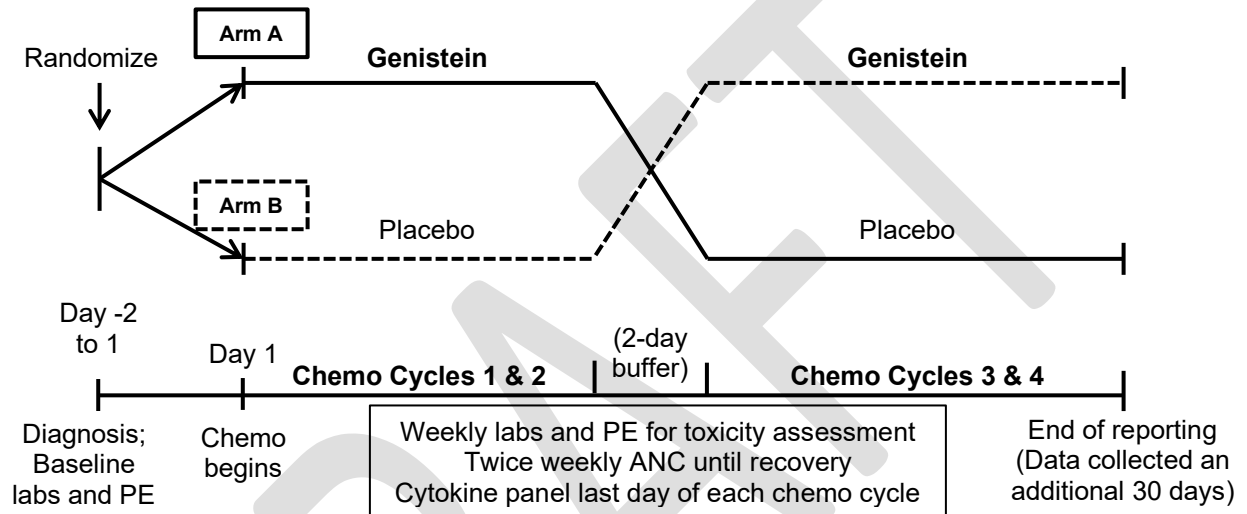 Arm A
Randomize
Genistein
Genistein
Arm B
Placebo
Placebo
Day -2
to 1
Day 1
(2-day
buffer)
Chemo Cycles 1 & 2
Chemo Cycles 3 & 4
Diagnosis;
Baseline
labs and PE
Chemo
begins
Weekly labs and PE for toxicity assessment
Twice weekly ANC until recovery
Cytokine panel last day of each chemo cycle
End of reporting
(Data collected an
additional 30 days)
DRAFT